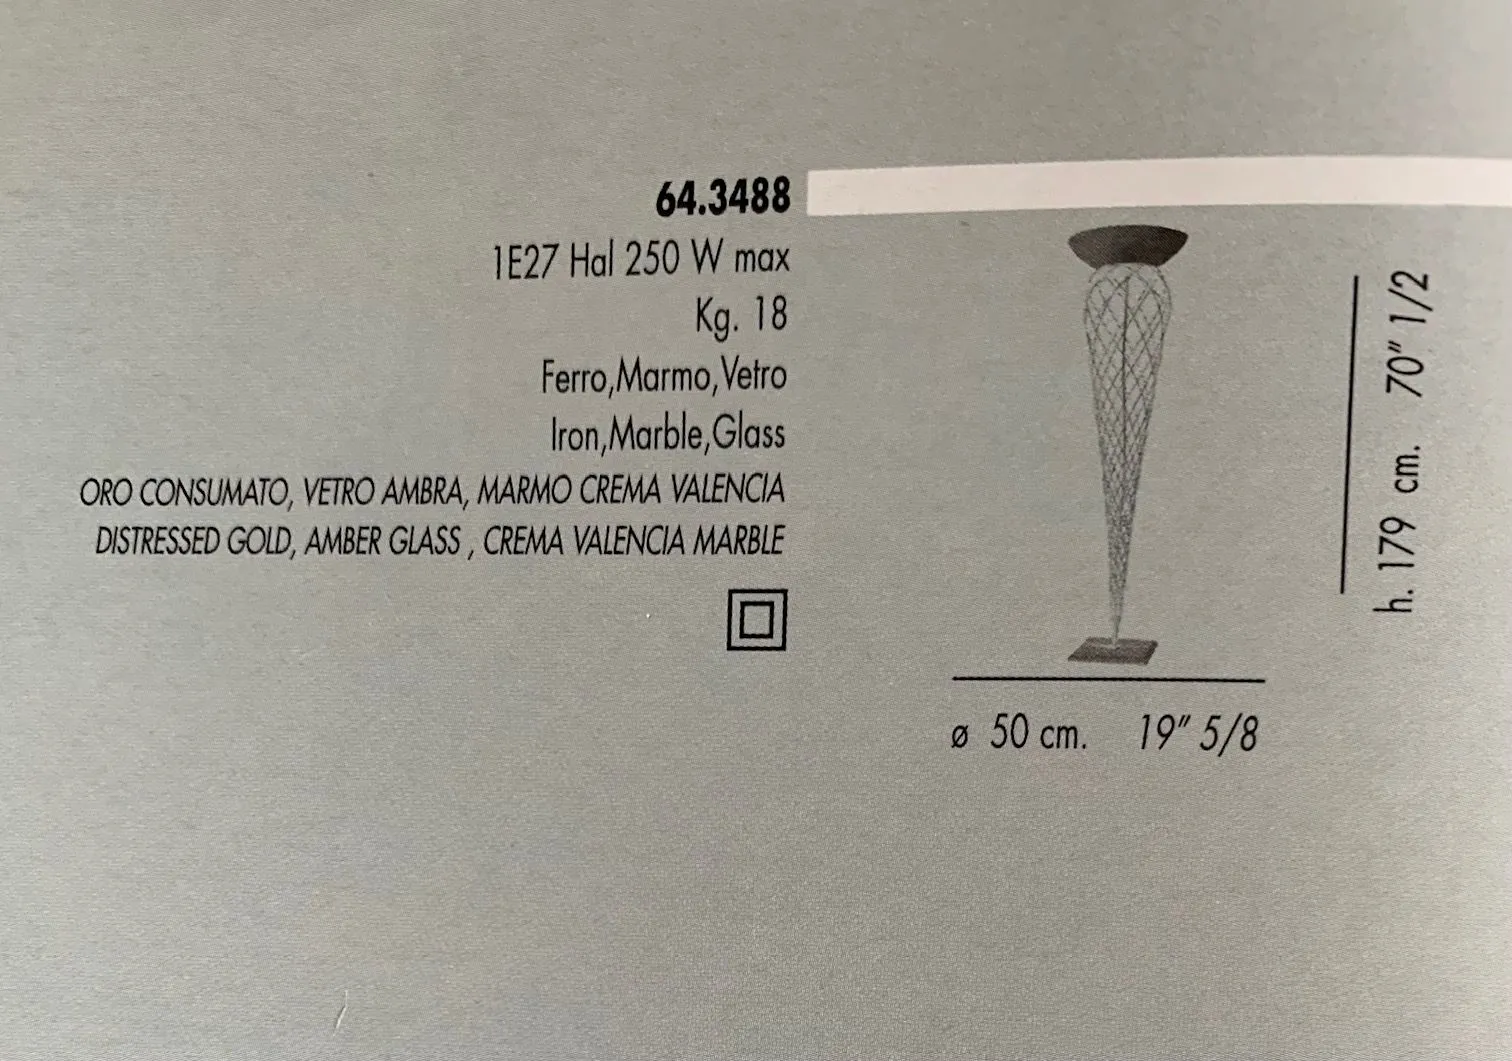 64.3488
1E27 Hal 250 W max
Kg. 18
Ferro,Marmo,Vetro
Iron,Marble,Glass
ORO CONSUMATO, VETRO AMBRA, MARMO CREMA VALENCIA
DISTRESSED GOLD, AMBER GLASS , CREMA VALENCIA MARBLE
h. 179 cm. 70" 1/2
ø 50 cm. 19" 5/8